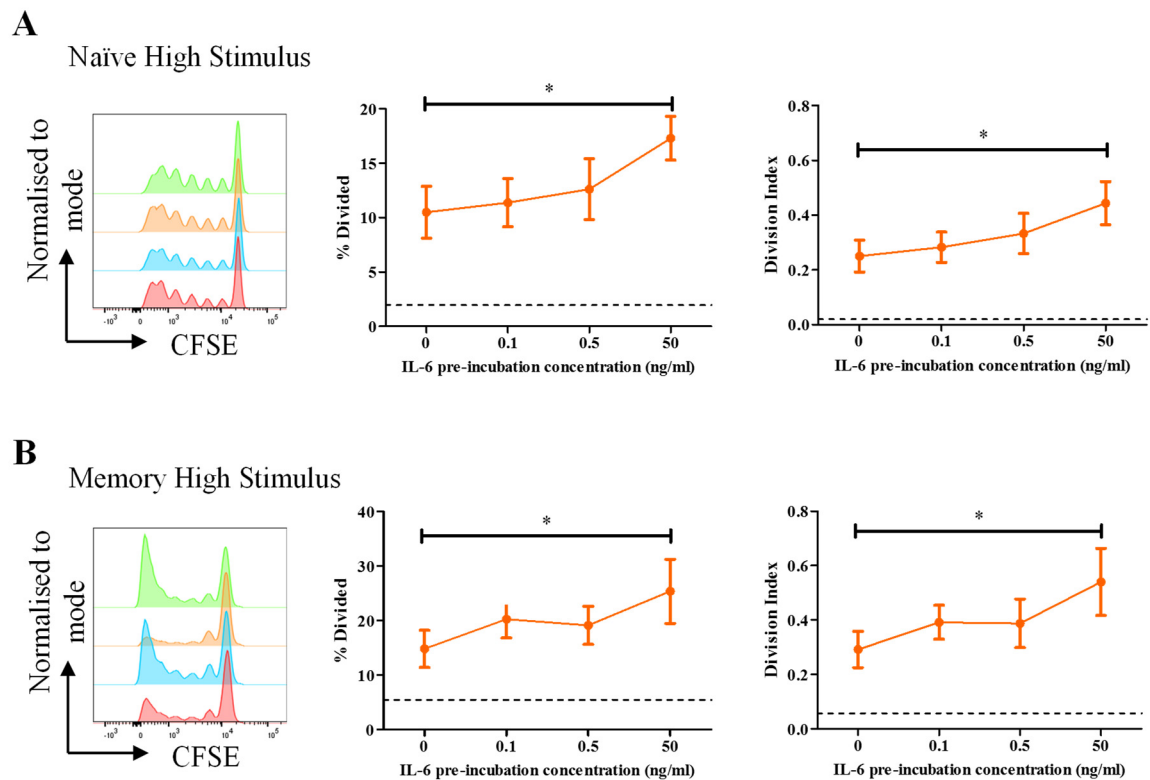 A
Naïve High Stimulus
Normalised to
mode
-10³ 0 10³ 10⁴ 10⁵
CFSE
% Divided
20
15
10
5
0
*
0 0.1 0.5 50
IL-6 pre-incubation concentration (ng/ml)
Division Index
0.8
0.6
0.4
0.2
0.0
*
0 0.1 0.5 50
IL-6 pre-incubation concentration (ng/ml)
B
Memory High Stimulus
Normalised to
mode
-10³ 0 10³ 10⁴ 10⁵
CFSE
% Divided
40
30
20
10
0
*
0 0.1 0.5 50
IL-6 pre-incubation concentration (ng/ml)
Division Index
0.8
0.6
0.4
0.2
0.0
*
0 0.1 0.5 50
IL-6 pre-incubation concentration (ng/ml)